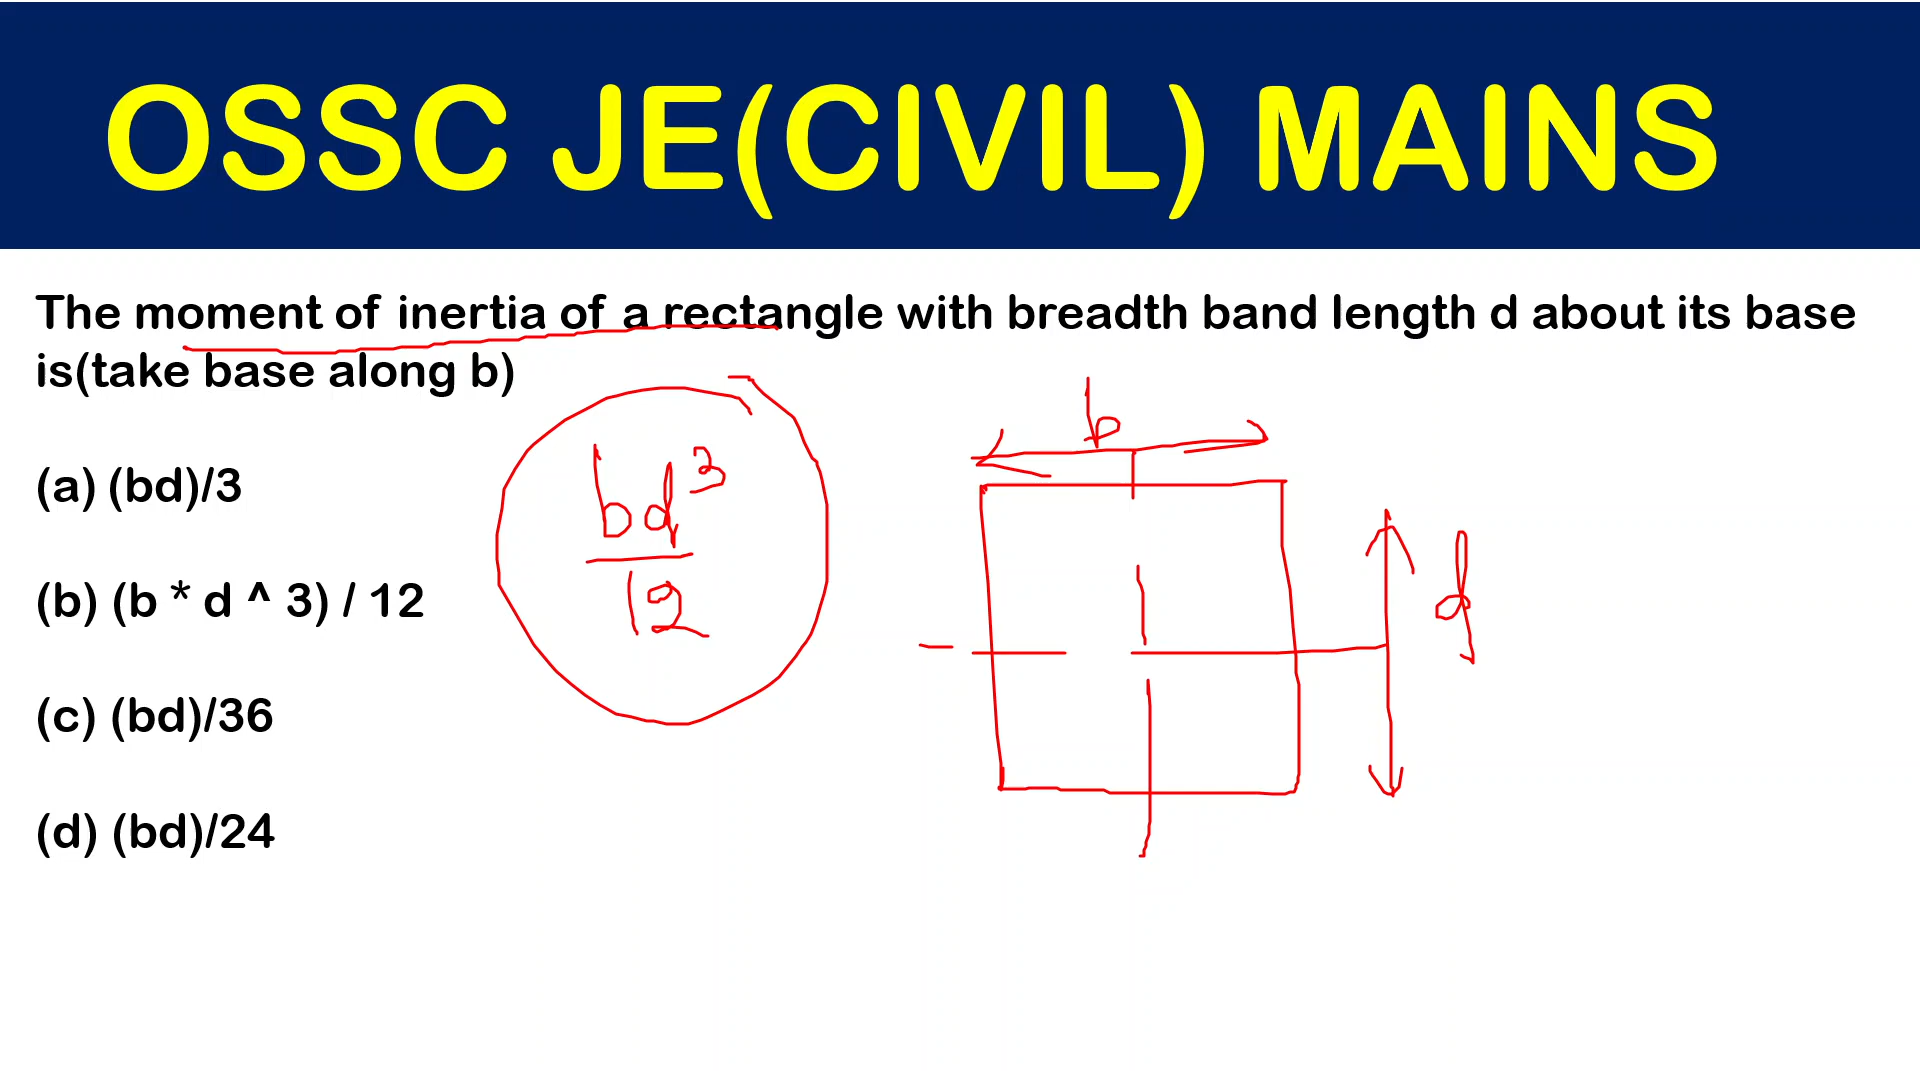 OSSC JE(CIVIL) MAINS
The moment of inertia of a rectangle with breadth band length d about its base
is(take base along b)
(a) (bd)/3
(b) (b * d ^ 3) / 12
(c) (bd)/36
(d) (bd)/24
bd³
12
b
d